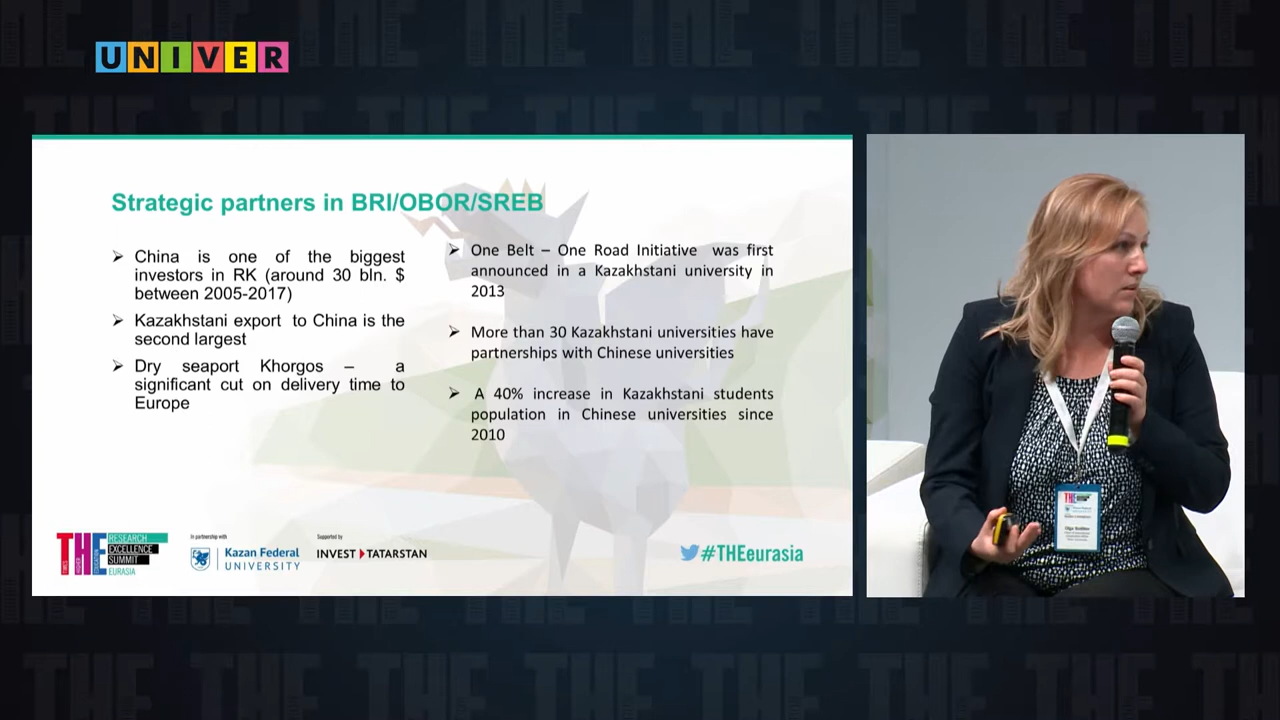 UNIVER
Strategic partners in BRI/OBOR/SREB
➢ China is one of the biggest
investors in RK (around 30 bln. $
between 2005-2017)
➢ Kazakhstani export to China is the
second largest
➢ Dry seaport Khorgos – a
significant cut on delivery time to
Europe
➢ One Belt – One Road Initiative was first
announced in a Kazakhstani university in
2013
➢ More than 30 Kazakhstani universities have
partnerships with Chinese universities
➢ A 40% increase in Kazakhstani students
population in Chinese universities since
2010
THE
RESEARCH
EXCELLENCE
SUMMIT
EURASIA
In partnership with
Kazan Federal
UNIVERSITY
Supported by
INVEST TATARSTAN
#THEeurasia
THE